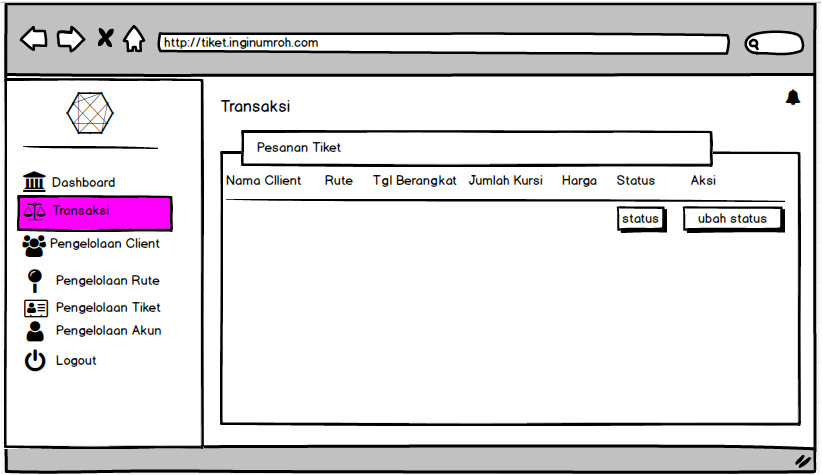 http://tiket.inginumroh.com
Transaksi
Pesanan Tiket
Nama Cllient Rute Tgl Berangkat Jumlah Kursi Harga Status Aksi
status ubah status
Dashboard
Transaksi
Pengelolaan Client
Pengelolaan Rute
Pengelolaan Tiket
Pengelolaan Akun
Logout